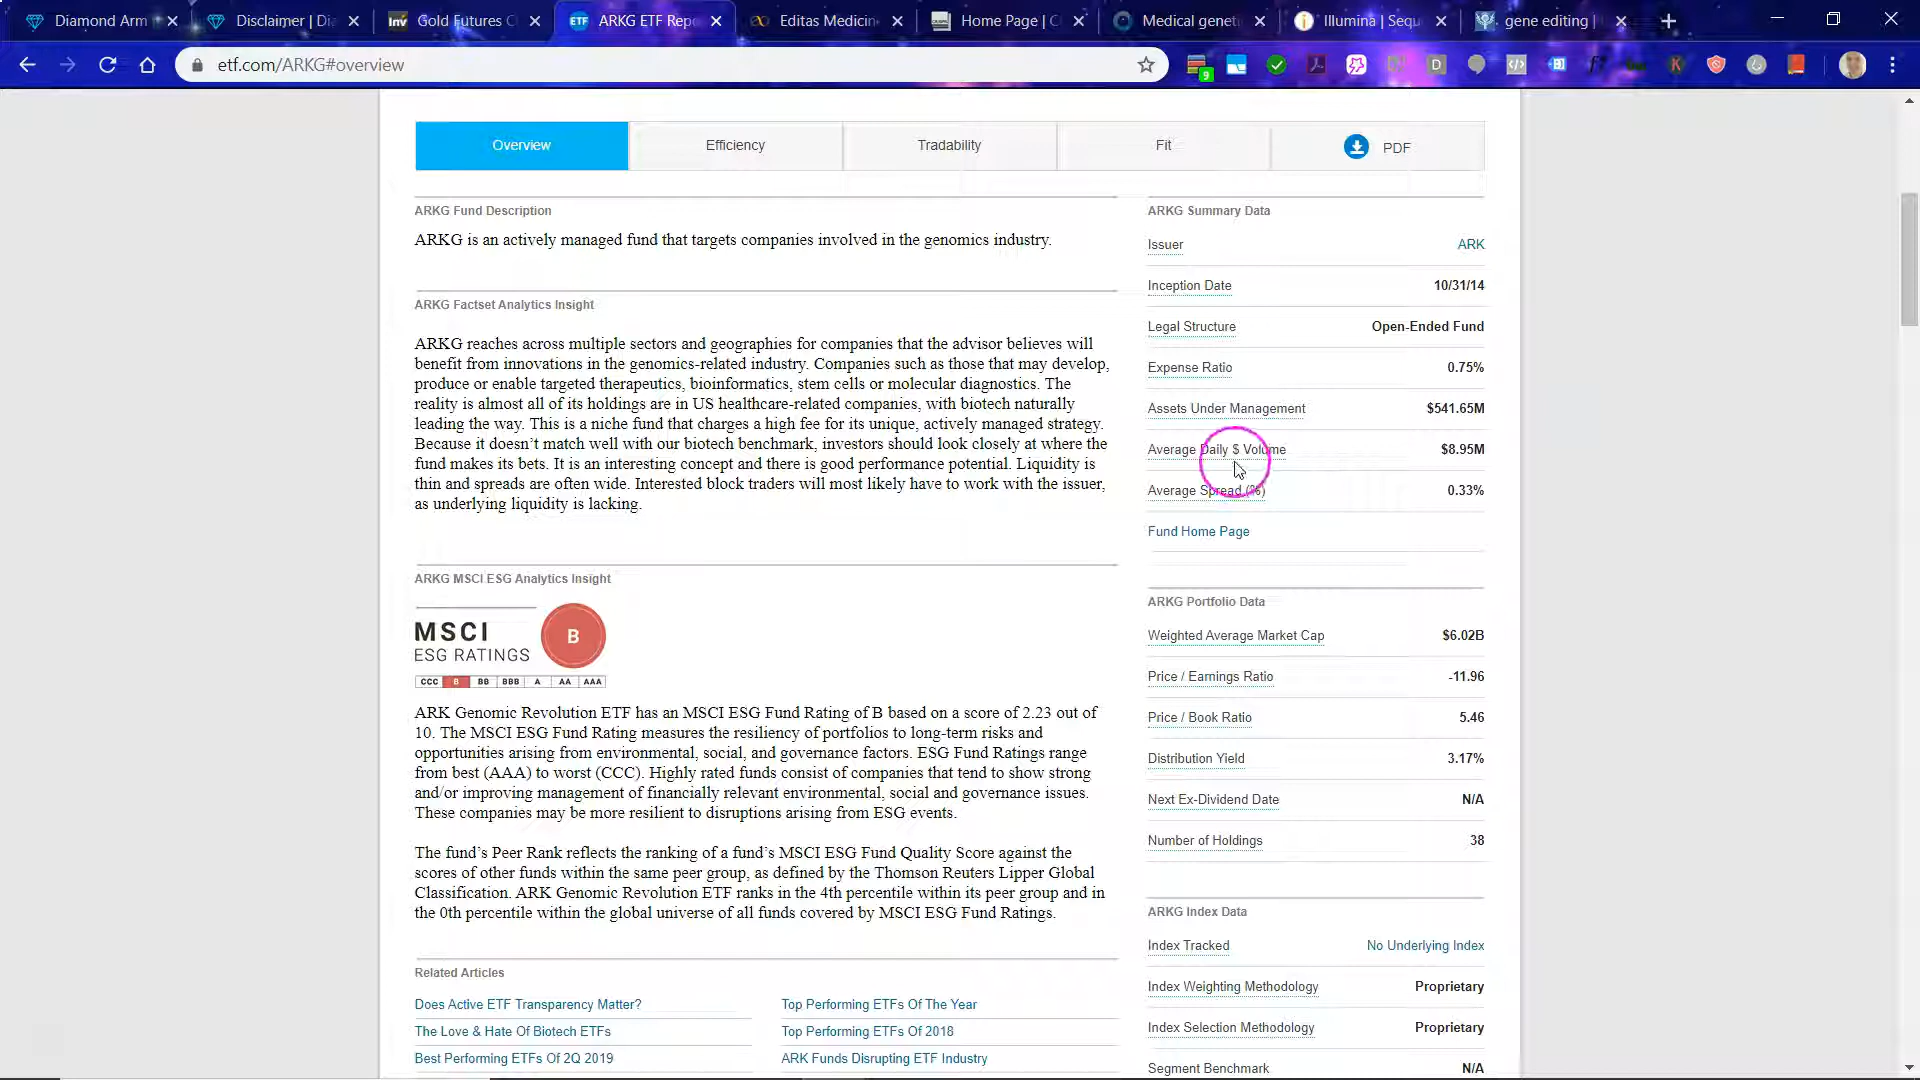 Diamond Arm
Disclaimer | Dia
Gold Futures C
ARKG ETF Repo
Editas Medicin
Home Page | C
Medical genet
Illumina | Sequ
gene editing |
etf.com/ARKG#overview
Overview
Efficiency
Tradability
Fit
PDF
ARKG Fund Description
ARKG is an actively managed fund that targets companies involved in the genomics industry.
ARKG Factset Analytics Insight
ARKG reaches across multiple sectors and geographies for companies that the advisor believes will
benefit from innovations in the genomics-related industry. Companies such as those that may develop,
produce or enable targeted therapeutics, bioinformatics, stem cells or molecular diagnostics. The
reality is almost all of its holdings are in US healthcare-related companies, with biotech naturally
leading the way. This is a niche fund that charges a high fee for its unique, actively managed strategy.
Because it doesn’t match well with our biotech benchmark, investors should look closely at where the
fund makes its bets. It is an interesting concept and there is good performance potential. Liquidity is
thin and spreads are often wide. Interested block traders will most likely have to work with the issuer,
as underlying liquidity is lacking.
ARKG MSCI ESG Analytics Insight
MSCI
ESG RATINGS
B
CCC B BB BBB A AA AAA
ARK Genomic Revolution ETF has an MSCI ESG Fund Rating of B based on a score of 2.23 out of
10. The MSCI ESG Fund Rating measures the resiliency of portfolios to long-term risks and
opportunities arising from environmental, social, and governance factors. ESG Fund Ratings range
from best (AAA) to worst (CCC). Highly rated funds consist of companies that tend to show strong
and/or improving management of financially relevant environmental, social and governance issues.
These companies may be more resilient to disruptions arising from ESG events.
The fund’s Peer Rank reflects the ranking of a fund’s MSCI ESG Fund Quality Score against the
scores of other funds within the same peer group, as defined by the Thomson Reuters Lipper Global
Classification. ARK Genomic Revolution ETF ranks in the 4th percentile within its peer group and in
the 0th percentile within the global universe of all funds covered by MSCI ESG Fund Ratings.
Related Articles
Does Active ETF Transparency Matter?
Top Performing ETFs Of The Year
The Love & Hate Of Biotech ETFs
Top Performing ETFs Of 2018
Best Performing ETFs Of 2Q 2019
ARK Funds Disrupting ETF Industry
ARKG Summary Data
Issuer ARK
Inception Date 10/31/14
Legal Structure Open-Ended Fund
Expense Ratio 0.75%
Assets Under Management $541.65M
Average Daily $ Volume $8.95M
Average Spread (%) 0.33%
Fund Home Page
ARKG Portfolio Data
Weighted Average Market Cap $6.02B
Price / Earnings Ratio -11.96
Price / Book Ratio 5.46
Distribution Yield 3.17%
Next Ex-Dividend Date N/A
Number of Holdings 38
ARKG Index Data
Index Tracked No Underlying Index
Index Weighting Methodology Proprietary
Index Selection Methodology Proprietary
Segment Benchmark N/A